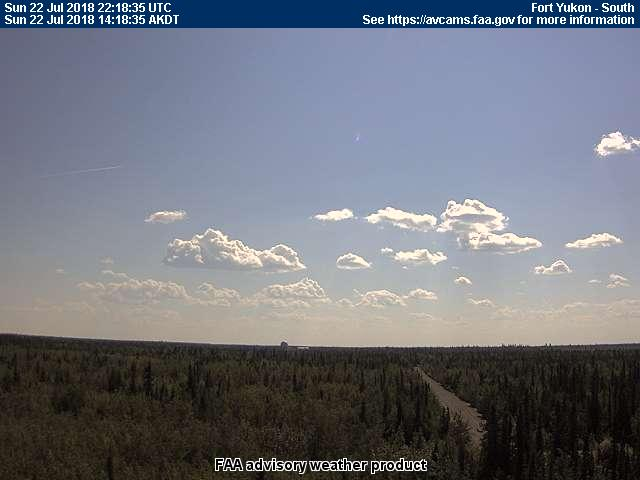 Sun 22 Jul 2018 22:18:35 UTC Fort Yukon - South
Sun 22 Jul 2018 14:18:35 AKDT See https://avcams.faa.gov for more information
FAA advisory weather product